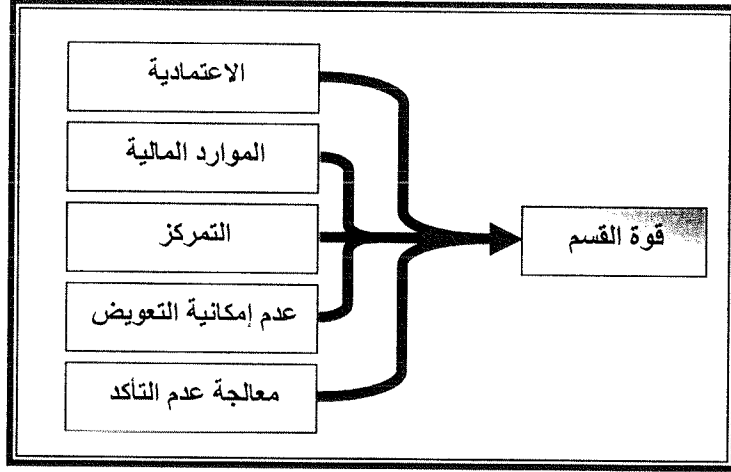 الاعتمادية
الموارد المالية
التمركز
عدم إمكانية التعويض
معالجة عدم التأكد
قوة القسم